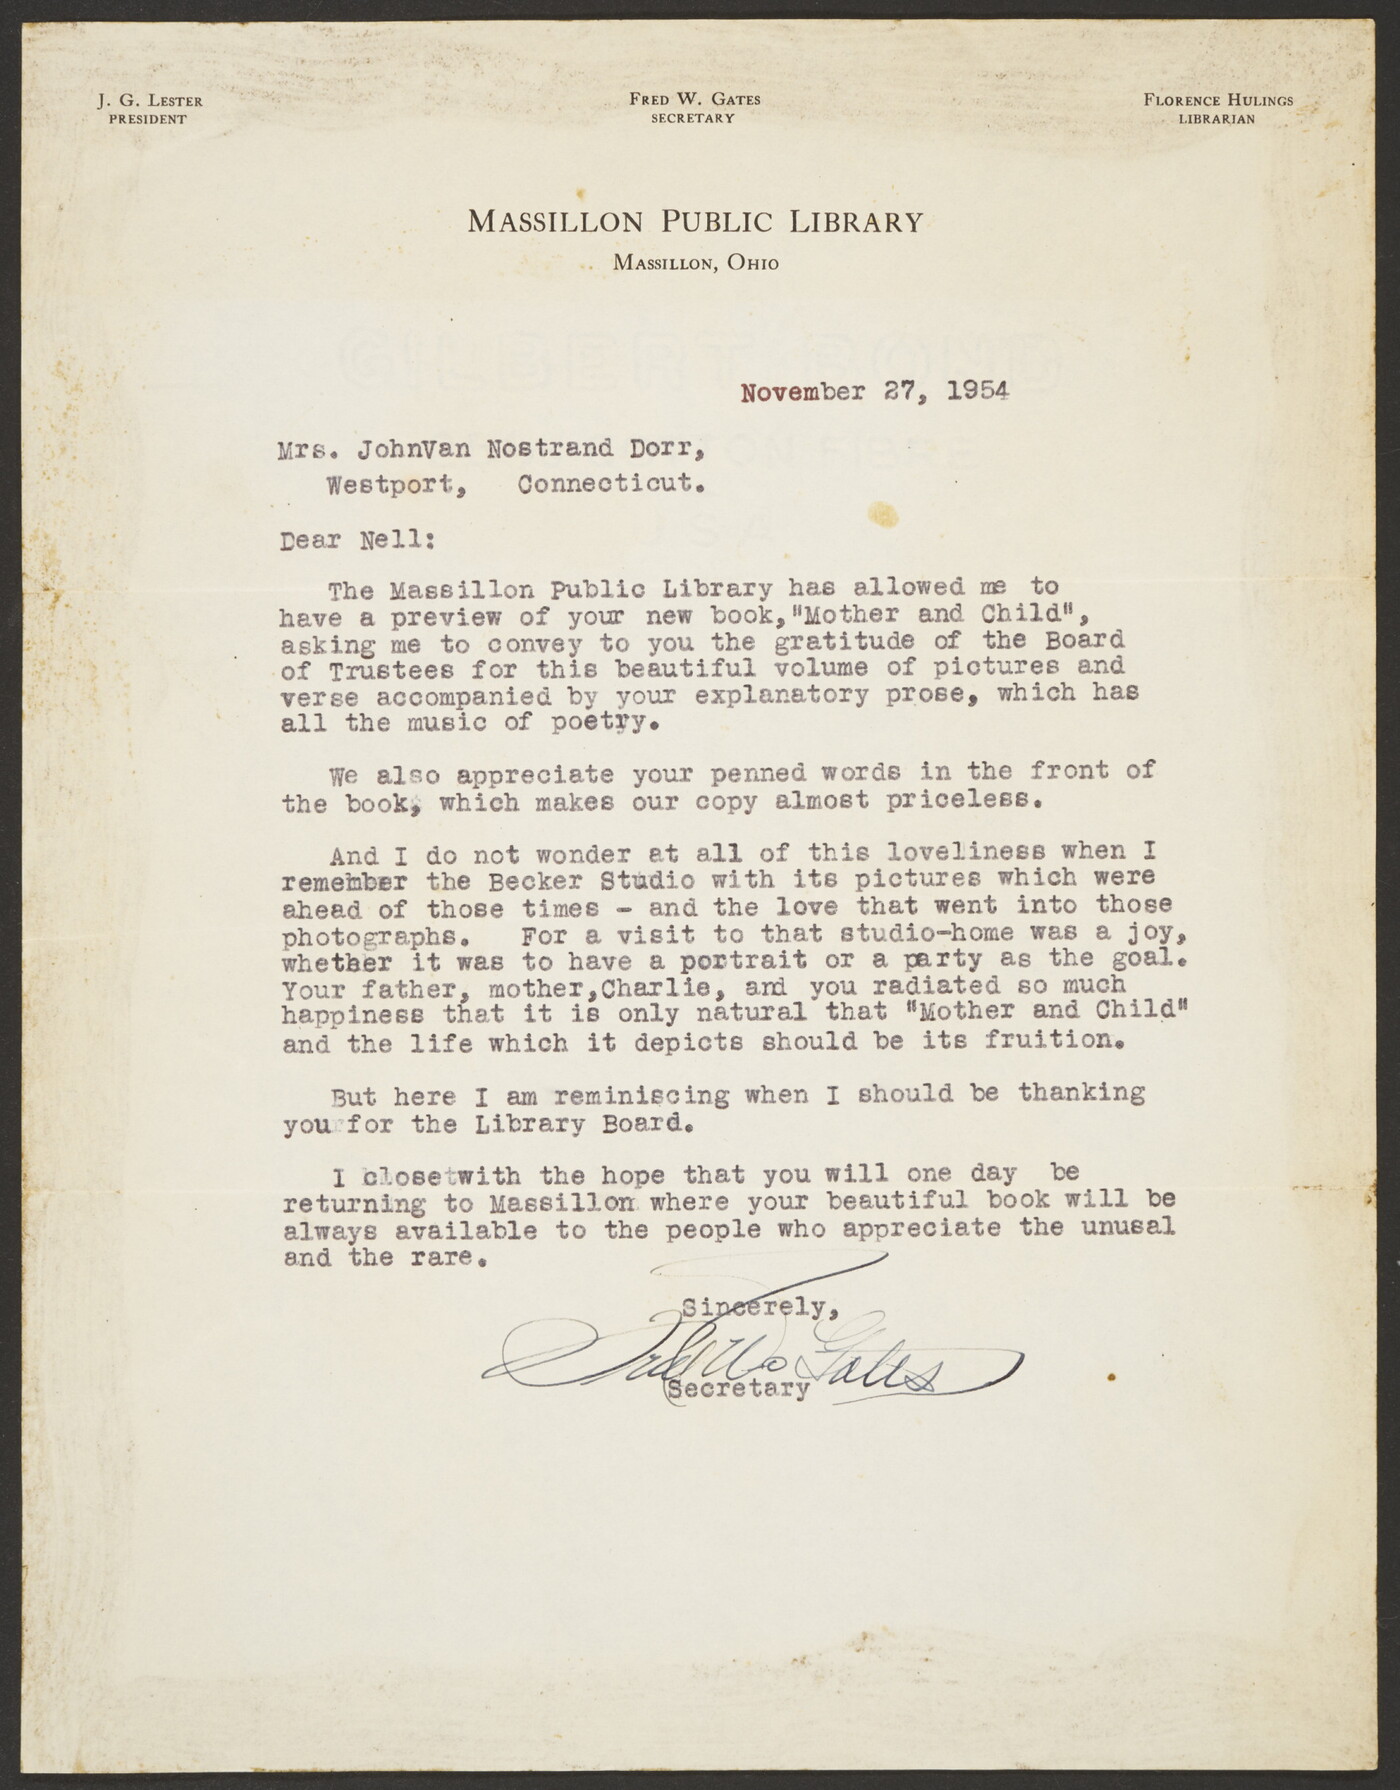 J. G. LESTER
PRESIDENT
FRED W. GATES
SECRETARY
FLORENCE HULINGS
LIBRARIAN
MASSILLON PUBLIC LIBRARY
MASSILLON, OHIO
November 27, 1954
Mrs. JohnVan Nostrand Dorr,
Westport, Connecticut.
Dear Nell:
The Massillon Public Library has allowed me to
have a preview of your new book,"Mother and Child",
asking me to convey to you the gratitude of the Board
of Trustees for this beautiful volume of pictures and
verse accompanied by your explanatory prose, which has
all the music of poetry.
We also appreciate your penned words in the front of
the book, which makes our copy almost priceless.
And I do not wonder at all of this loveliness when I
remember the Becker Studio with its pictures which were
ahead of those times - and the love that went into those
photographs. For a visit to that studio-home was a joy,
whether it was to have a portrait or a party as the goal.
Your father, mother,Charlie, and you radiated so much
happiness that it is only natural that "Mother and Child"
and the life which it depicts should be its fruition.
But here I am reminiscing when I should be thanking
you for the Library Board.
I close with the hope that you will one day be
returning to Massillon where your beautiful book will be
always available to the people who appreciate the unusal
and the rare.
Sincerely,
Fred W. Gates
Secretary